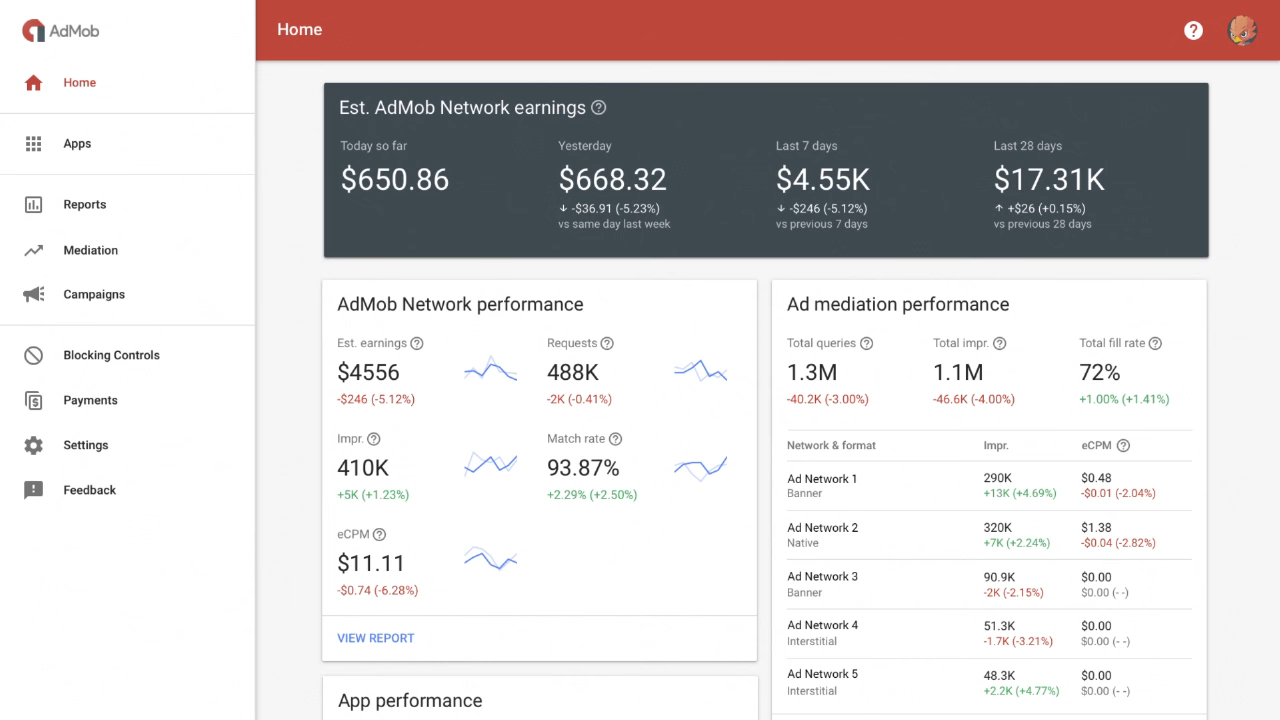 AdMob
Home
Apps
Reports
Mediation
Campaigns
Blocking Controls
Payments
Settings
Feedback
Home
Est. AdMob Network earnings
Today so far
$650.86
Yesterday
$668.32
-$36.91 (-5.23%)
vs same day last week
Last 7 days
$4.55K
-$246 (-5.12%)
vs previous 7 days
Last 28 days
$17.31K
+$26 (+0.15%)
vs previous 28 days
AdMob Network performance
Est. earnings
$4556
-$246 (-5.12%)
Requests
488K
-2K (-0.41%)
Impr.
410K
+5K (+1.23%)
Match rate
93.87%
+2.29% (+2.50%)
eCPM
$11.11
-$0.74 (-6.28%)
VIEW REPORT
App performance
Ad mediation performance
Total queries
1.3M
-40.2K (-3.00%)
Total impr.
1.1M
-46.6K (-4.00%)
Total fill rate
72%
+1.00% (+1.41%)
Network & format Impr. eCPM
Ad Network 1 290K $0.48
Banner +13K (+4.69%) -$0.01 (-2.04%)
Ad Network 2 320K $1.38
Native +7K (+2.24%) -$0.04 (-2.82%)
Ad Network 3 90.9K $0.00
Banner -2K (-2.15%) $0.00 (- -)
Ad Network 4 51.3K $0.00
Interstitial -1.7K (-3.21%) $0.00 (- -)
Ad Network 5 48.3K $0.00
Interstitial +2.2K (+4.77%) $0.00 (- -)